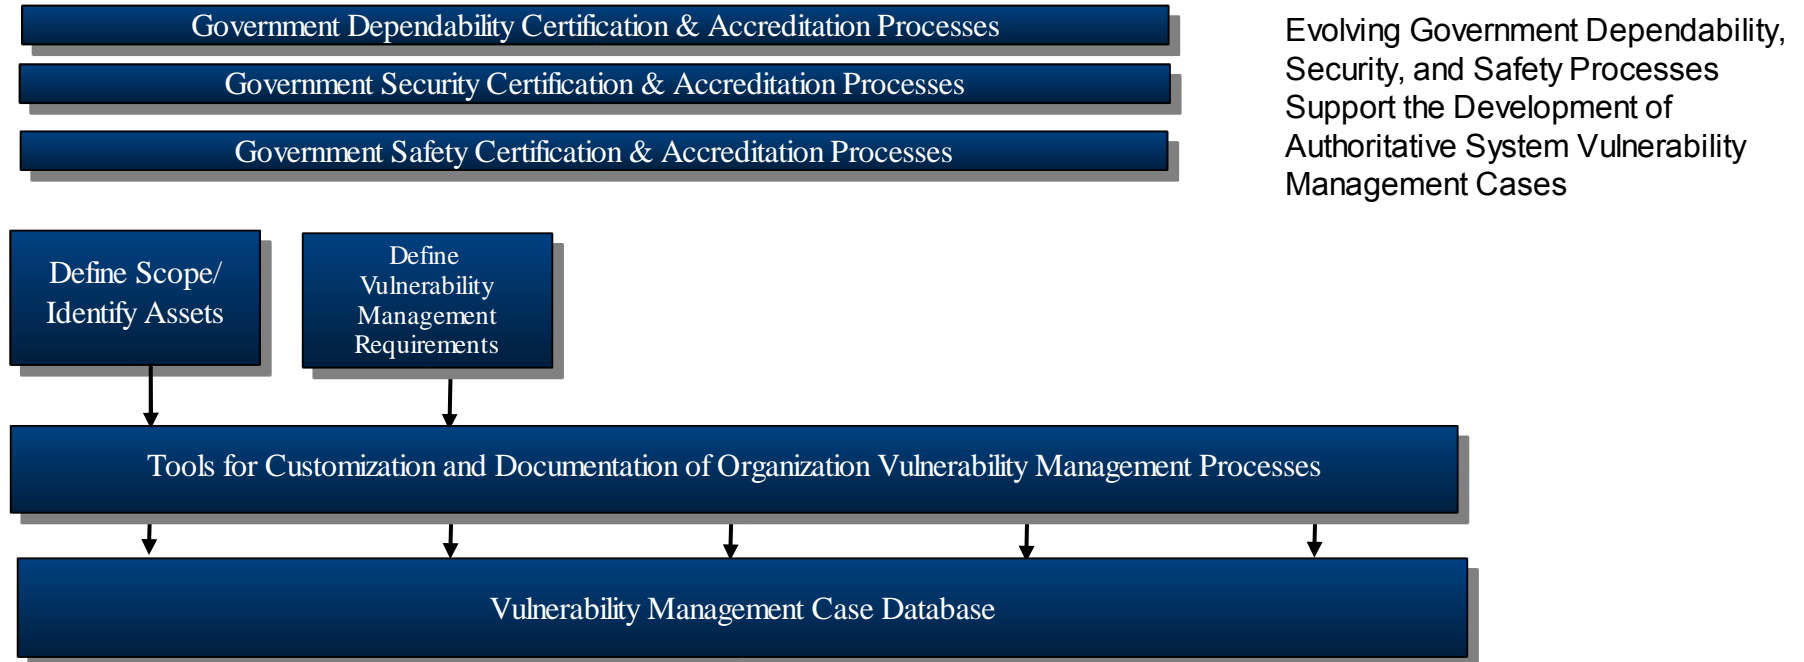 Government Dependability Certification & Accreditation Processes
Government Security Certification & Accreditation Processes
Government Safety Certification & Accreditation Processes
Evolving Government Dependability,
Security, and Safety Processes
Support the Development of
Authoritative System Vulnerability
Management Cases
Define Scope/
Identify Assets
Define
Vulnerability
Management
Requirements
Tools for Customization and Documentation of Organization Vulnerability Management Processes
Vulnerability Management Case Database